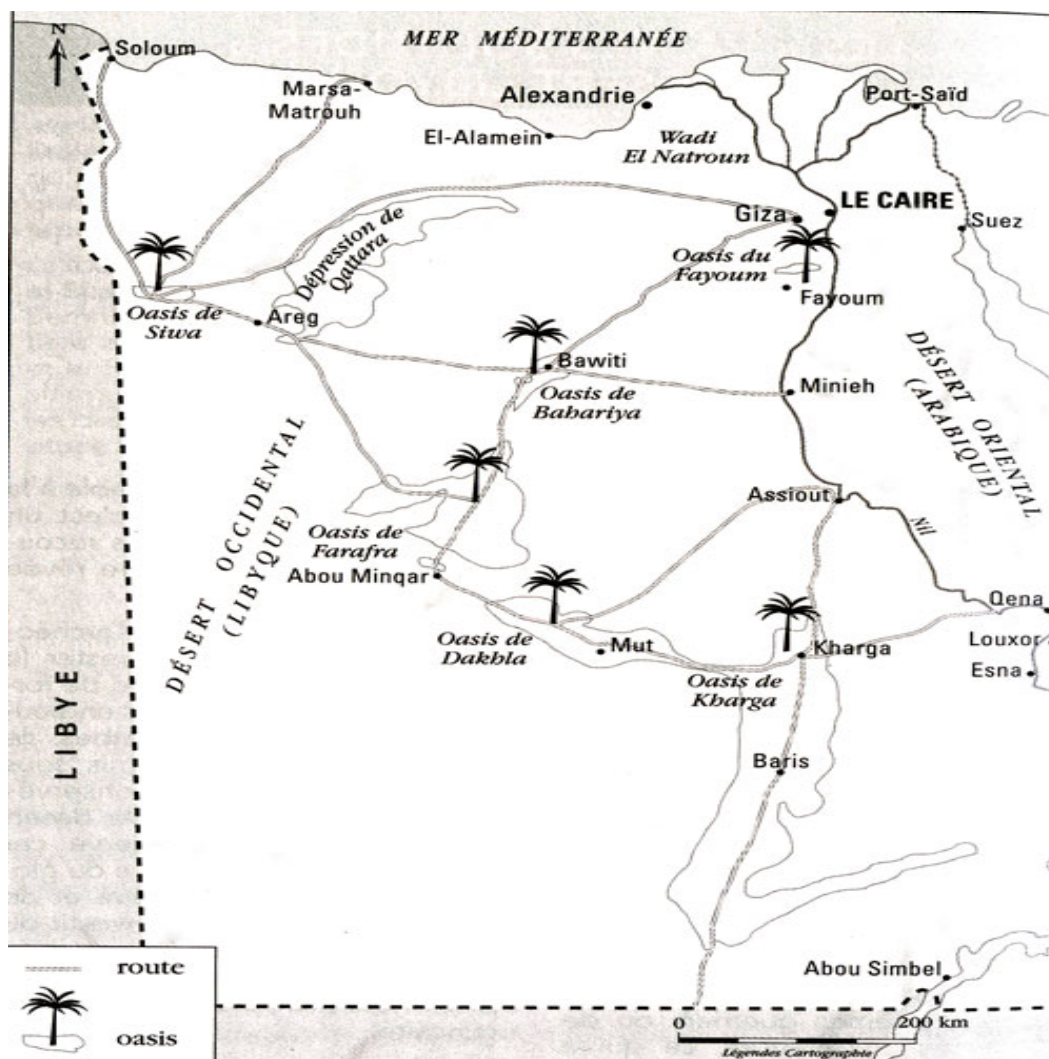 N
MER MÉDITERRANÉE
Soloum
Marsa-
Matrouh
Alexandrie
Port-Saïd
El-Alamein
Wadi
El Natroun
LE CAIRE
Giza
Suez
Oasis du
Fayoum
Fayoum
Dépression de
Qattara
Oasis de
Siwa
Areg
Bawiti
Oasis de
Bahariya
Minieh
DÉSERT ORIENTAL
(ARABIQUE)
DÉSERT OCCIDENTAL
(LIBYQUE)
Assiout
Nil
Oasis de
Farafra
Abou Minqar
Qena
Louxor
Esna
Oasis de
Dakhla
Mut
Kharga
Oasis de
Kharga
LIBYE
Baris
Abou Simbel
route
oasis
0 200 km
Légendes Cartographie